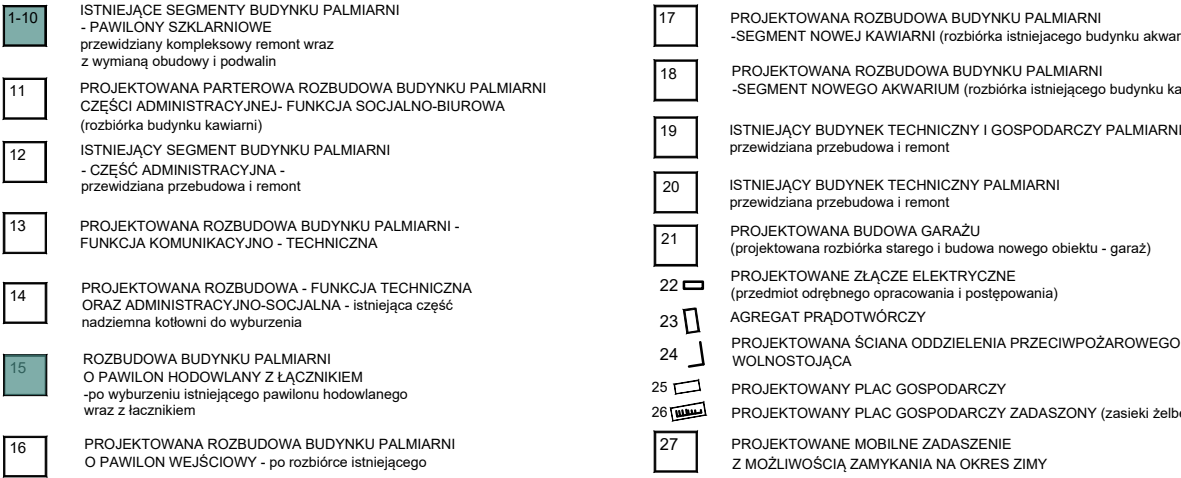 1-10
ISTNIEJĄCE SEGMENTY BUDYNKU PALMIARNI
- PAWILONY SZKLARNIOWE
przewidziany kompleksowy remont wraz
z wymianą obudowy i podwalin
11
PROJEKTOWANA PARTEROWA ROZBUDOWA BUDYNKU PALMIARNI
CZĘŚCI ADMINISTRACYJNEJ- FUNKCJA SOCJALNO-BIUROWA
(rozbiórka budynku kawiarni)
12
ISTNIEJĄCY SEGMENT BUDYNKU PALMIARNI
- CZĘŚĆ ADMINISTRACYJNA -
przewidziana przebudowa i remont
13
PROJEKTOWANA ROZBUDOWA BUDYNKU PALMIARNI -
FUNKCJA KOMUNIKACYJNO - TECHNICZNA
14
PROJEKTOWANA ROZBUDOWA - FUNKCJA TECHNICZNA
ORAZ ADMINISTRACYJNO-SOCJALNA - istniejąca część
nadziemna kotłowni do wyburzenia
15
ROZBUDOWA BUDYNKU PALMIARNI
O PAWILON HODOWLANY Z ŁĄCZNIKIEM
-po wyburzeniu istniejącego pawilonu hodowlanego
wraz z łacznikiem
16
PROJEKTOWANA ROZBUDOWA BUDYNKU PALMIARNI
O PAWILON WEJŚCIOWY - po rozbiórce istniejącego
17
PROJEKTOWANA ROZBUDOWA BUDYNKU PALMIARNI
-SEGMENT NOWEJ KAWIARNI (rozbiórka istniejacego budynku
18
PROJEKTOWANA ROZBUDOWA BUDYNKU PALMIARNI
-SEGMENT NOWEGO AKWARIUM (rozbiórka istniejącego budynku
19
ISTNIEJĄCY BUDYNEK TECHNICZNY I GOSPODARCZY PALMIARNI
przewidziana przebudowa i remont
20
ISTNIEJĄCY BUDYNEK TECHNICZNY PALMIARNI
przewidziana przebudowa i remont
21
PROJEKTOWANA BUDOWA GARAŻU
(projektowana rozbiórka starego i budowa nowego obiektu - garaż)
22
PROJEKTOWANE ZŁĄCZE ELEKTRYCZNE
(przedmiot odrębnego opracowania i postępowania)
23
AGREGAT PRĄDOTWÓRCZY
24
PROJEKTOWANA ŚCIANA ODDZIELENIA PRZECIWPOŻAROWEGO
WOLNOSTOJĄCA
25
PROJEKTOWANY PLAC GOSPODARCZY
26
PROJEKTOWANY PLAC GOSPODARCZY ZADASZONY (zasieki
27
PROJEKTOWANE MOBILNE ZADASZENIE
Z MOŻLIWOŚCIĄ ZAMYKANIA NA OKRES ZIMY